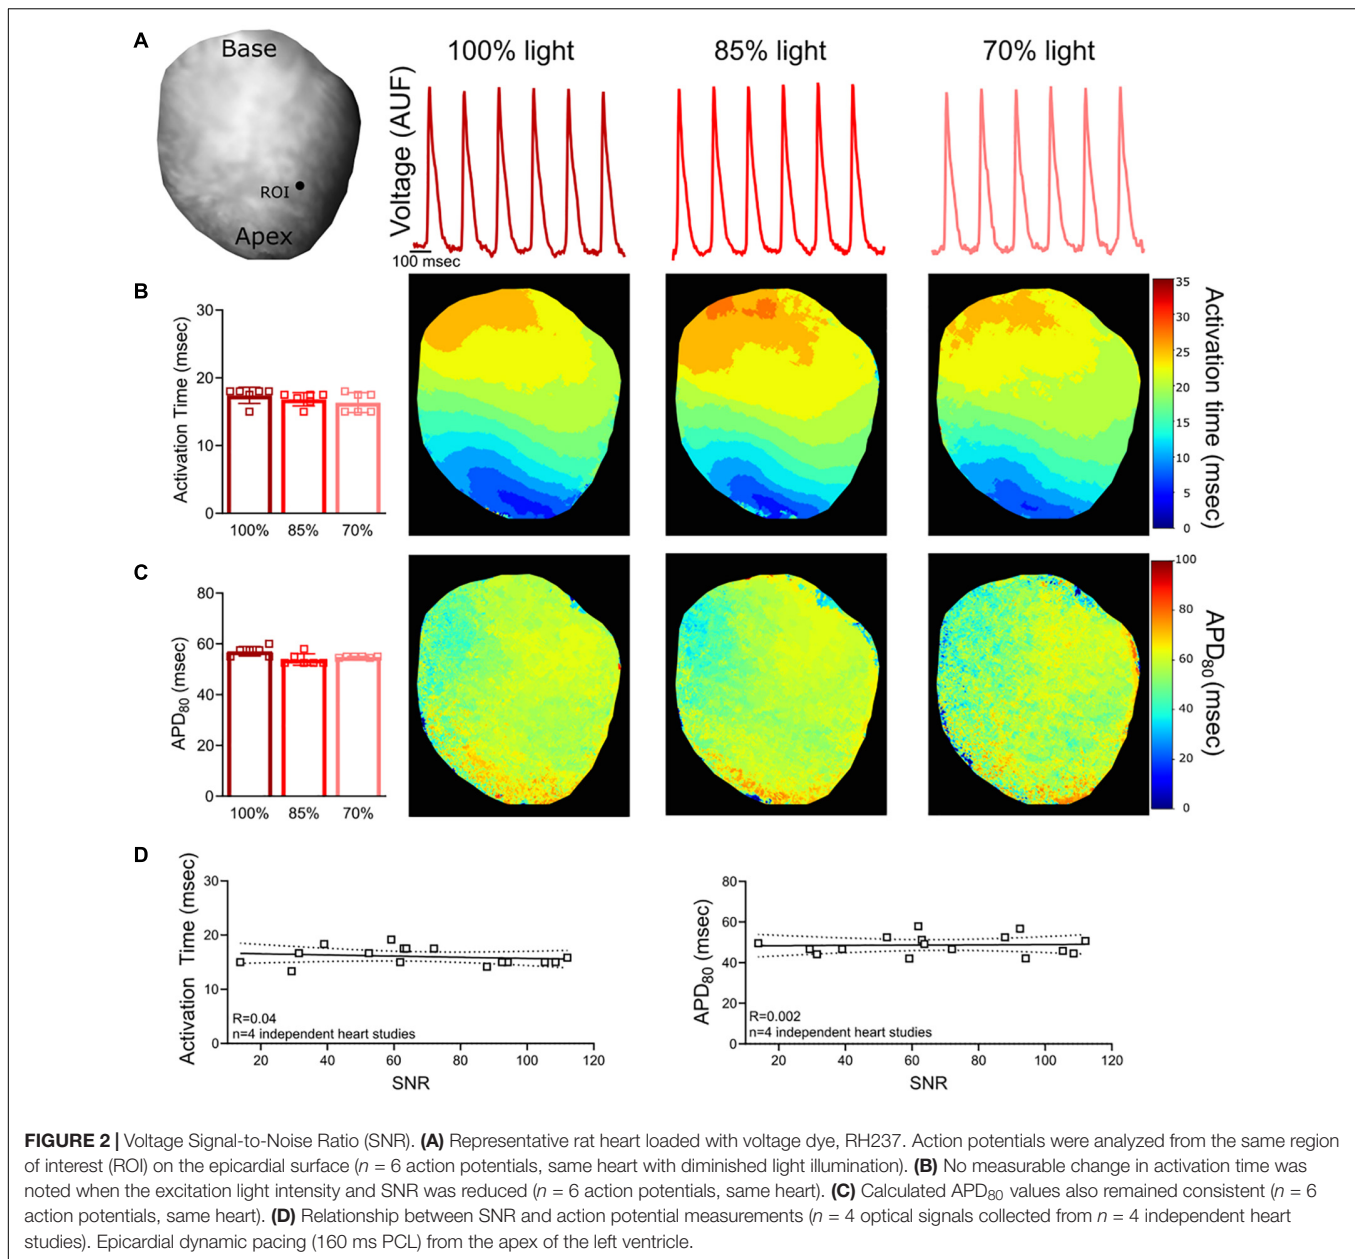 A
Base
ROI
Apex
100% light
85% light
70% light
Voltage (AUF)
100 msec
B
Activation Time (msec)
30
20
10
0
100%
85%
70%
35
30
25
20
15
10
5
0
Activation time (msec)
C
APD80 (msec)
80
60
40
20
0
100%
85%
70%
100
80
60
40
20
0
APD80 (msec)
D
Activation Time (msec)
30
20
10
0
R=0.04
n=4 independent heart studies
20
40
60
80
100
120
SNR
APD80 (msec)
80
60
40
20
0
R=0.002
n=4 independent heart studies
20
40
60
80
100
120
SNR
FIGURE 2 | Voltage Signal-to-Noise Ratio (SNR). (A) Representative rat heart loaded with voltage dye, RH237. Action potentials were analyzed from the same region
of interest (ROI) on the epicardial surface (n = 6 action potentials, same heart with diminished light illumination). (B) No measurable change in activation time was
noted when the excitation light intensity and SNR was reduced (n = 6 action potentials, same heart). (C) Calculated APD80 values also remained consistent (n = 6
action potentials, same heart). (D) Relationship between SNR and action potential measurements (n = 4 optical signals collected from n = 4 independent heart
studies). Epicardial dynamic pacing (160 ms PCL) from the apex of the left ventricle.